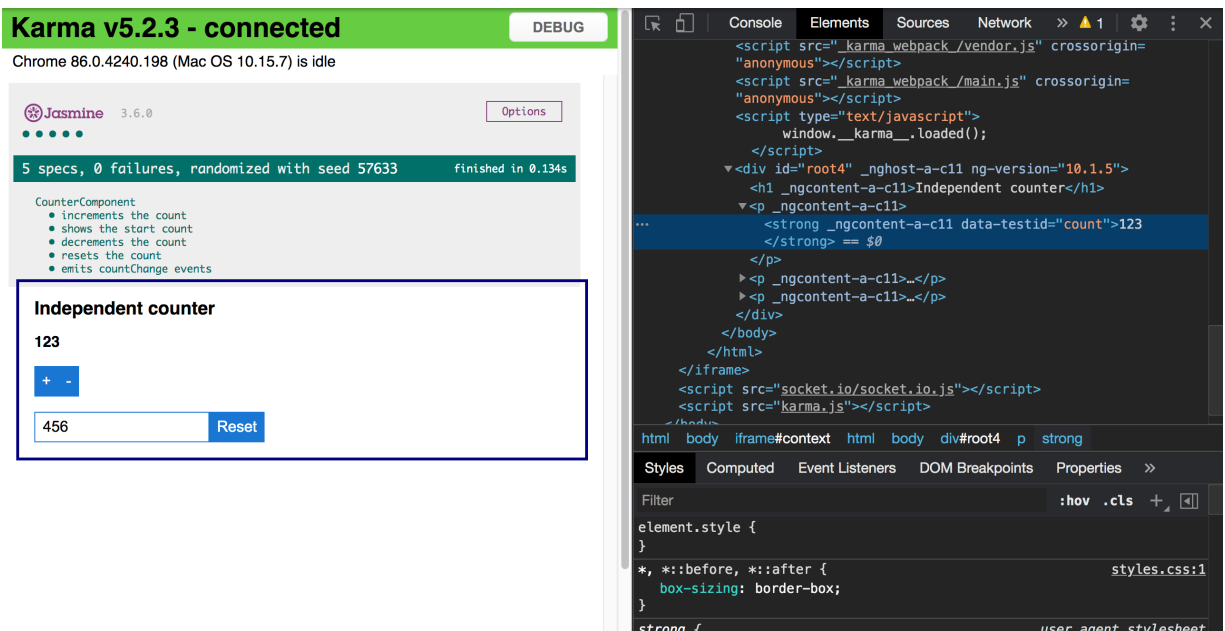 Karma v5.2.3 - connected
DEBUG
Chrome 86.0.4240.198 (Mac OS 10.15.7) is idle
Jasmine 3.6.0
Options
5 specs, 0 failures, randomized with seed 57633
finished in 0.134s
CounterComponent
• increments the count
• shows the start count
• decrements the count
• resets the count
• emits countChange events
Independent counter
123
+ -
456
Reset
Console Elements Sources Network » 1
<script src="_karma_webpack_/vendor.js" crossorigin=
"anonymous"></script>
<script src="_karma_webpack_/main.js" crossorigin=
"anonymous"></script>
<script type="text/javascript">
window.__karma__.loaded();
</script>
▼<div id="root4" _nghost-a-c11 ng-version="10.1.5">
<h1 _ngcontent-a-c11>Independent counter</h1>
▼<p _ngcontent-a-c11>
… <strong _ngcontent-a-c11 data-testid="count">123
</strong> == $0
</p>
▶<p _ngcontent-a-c11>…</p>
▶<p _ngcontent-a-c11>…</p>
</div>
</body>
</html>
</iframe>
<script src="socket.io/socket.io.js"></script>
<script src="karma.js"></script>
</body>
html body iframe#context html body div#root4 p strong
Styles Computed Event Listeners DOM Breakpoints Properties »
Filter
:hov .cls +
element.style {
}
*, *::before, *::after {
styles.css:1
box-sizing: border-box;
}
strong {
user agent stylesheet